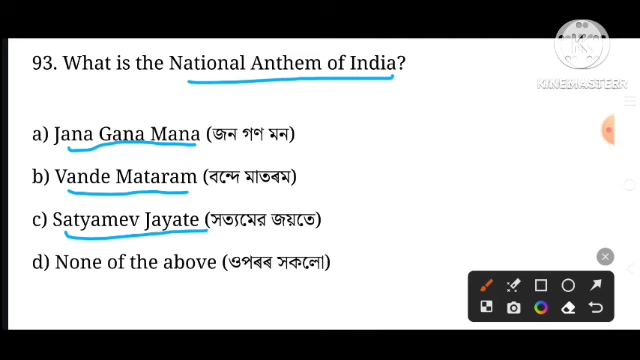 93. What is the National Anthem of India?
KINEMASTER
a) Jana Gana Mana (জন গণ মন)
b) Vande Mataram (বন্দে মাতৰম)
c) Satyamev Jayate (সত্যমের জয়তে)
d) None of the above (ওপৰৰ সকলো)